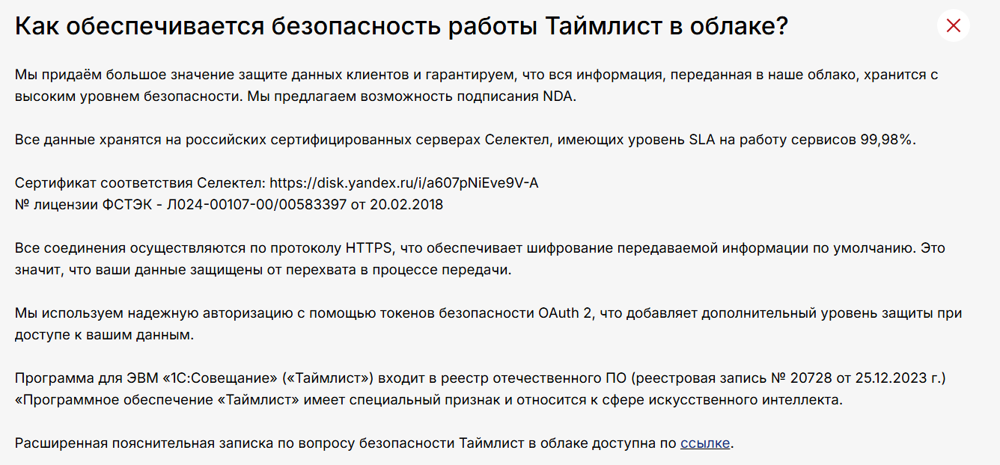 Как обеспечивается безопасность работы Таймлист в облаке?
Мы придаём большое значение защите данных клиентов и гарантируем, что вся информация, переданная в наше облако, хранится с
высоким уровнем безопасности. Мы предлагаем возможность подписания NDA.
Все данные хранятся на российских сертифицированных серверах Селектел, имеющих уровень SLA на работу сервисов 99,98%.
Сертификат соответствия Селектел: https://disk.yandex.ru/i/a607pNiEve9V-A
№ лицензии ФСТЭК - Л024-00107-00/00583397 от 20.02.2018
Все соединения осуществляются по протоколу HTTPS, что обеспечивает шифрование передаваемой информации по умолчанию. Это
значит, что ваши данные защищены от перехвата в процессе передачи.
Мы используем надежную авторизацию с помощью токенов безопасности OAuth 2, что добавляет дополнительный уровень защиты при
доступе к вашим данным.
Программа для ЭВМ «1С:Совещание» («Таймлист») входит в реестр отечественного ПО (реестровая запись № 20728 от 25.12.2023 г.)
«Программное обеспечение «Таймлист» имеет специальный признак и относится к сфере искусственного интеллекта.
Расширенная пояснительная записка по вопросу безопасности Таймлист в облаке доступна по ссылке.